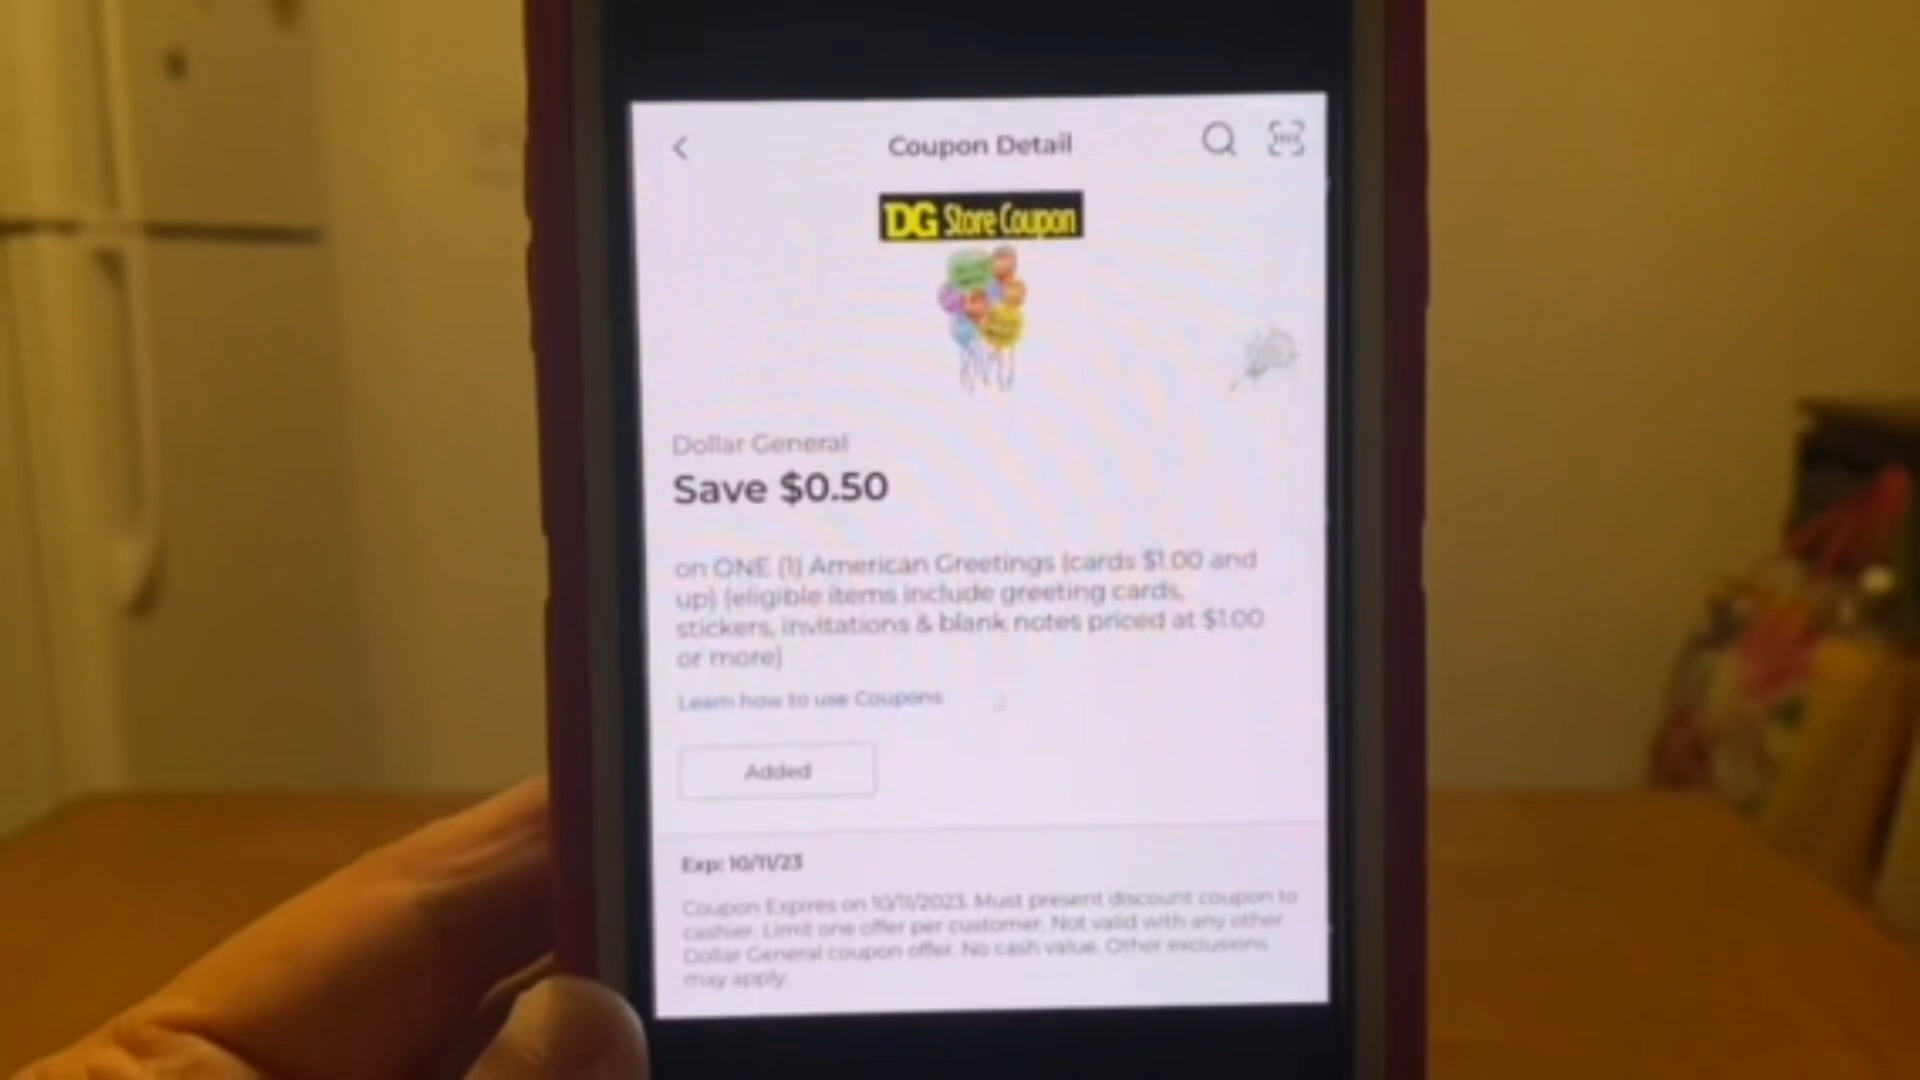 Coupon Detail
DG Store Coupon
Dollar General
Save $0.50
on ONE (1) American Greetings (cards $1.00 and
up) (eligible items include greeting cards,
stickers, invitations & blank notes priced at $1.00
or more)
Learn how to use Coupons
Added
Exp: 10/11/23
Coupon Expires on 10/11/2023. Must present discount coupon to
cashier. Limit one offer per customer. Not valid with any other
Dollar General coupon offer. No cash value. Other exclusions
may apply.